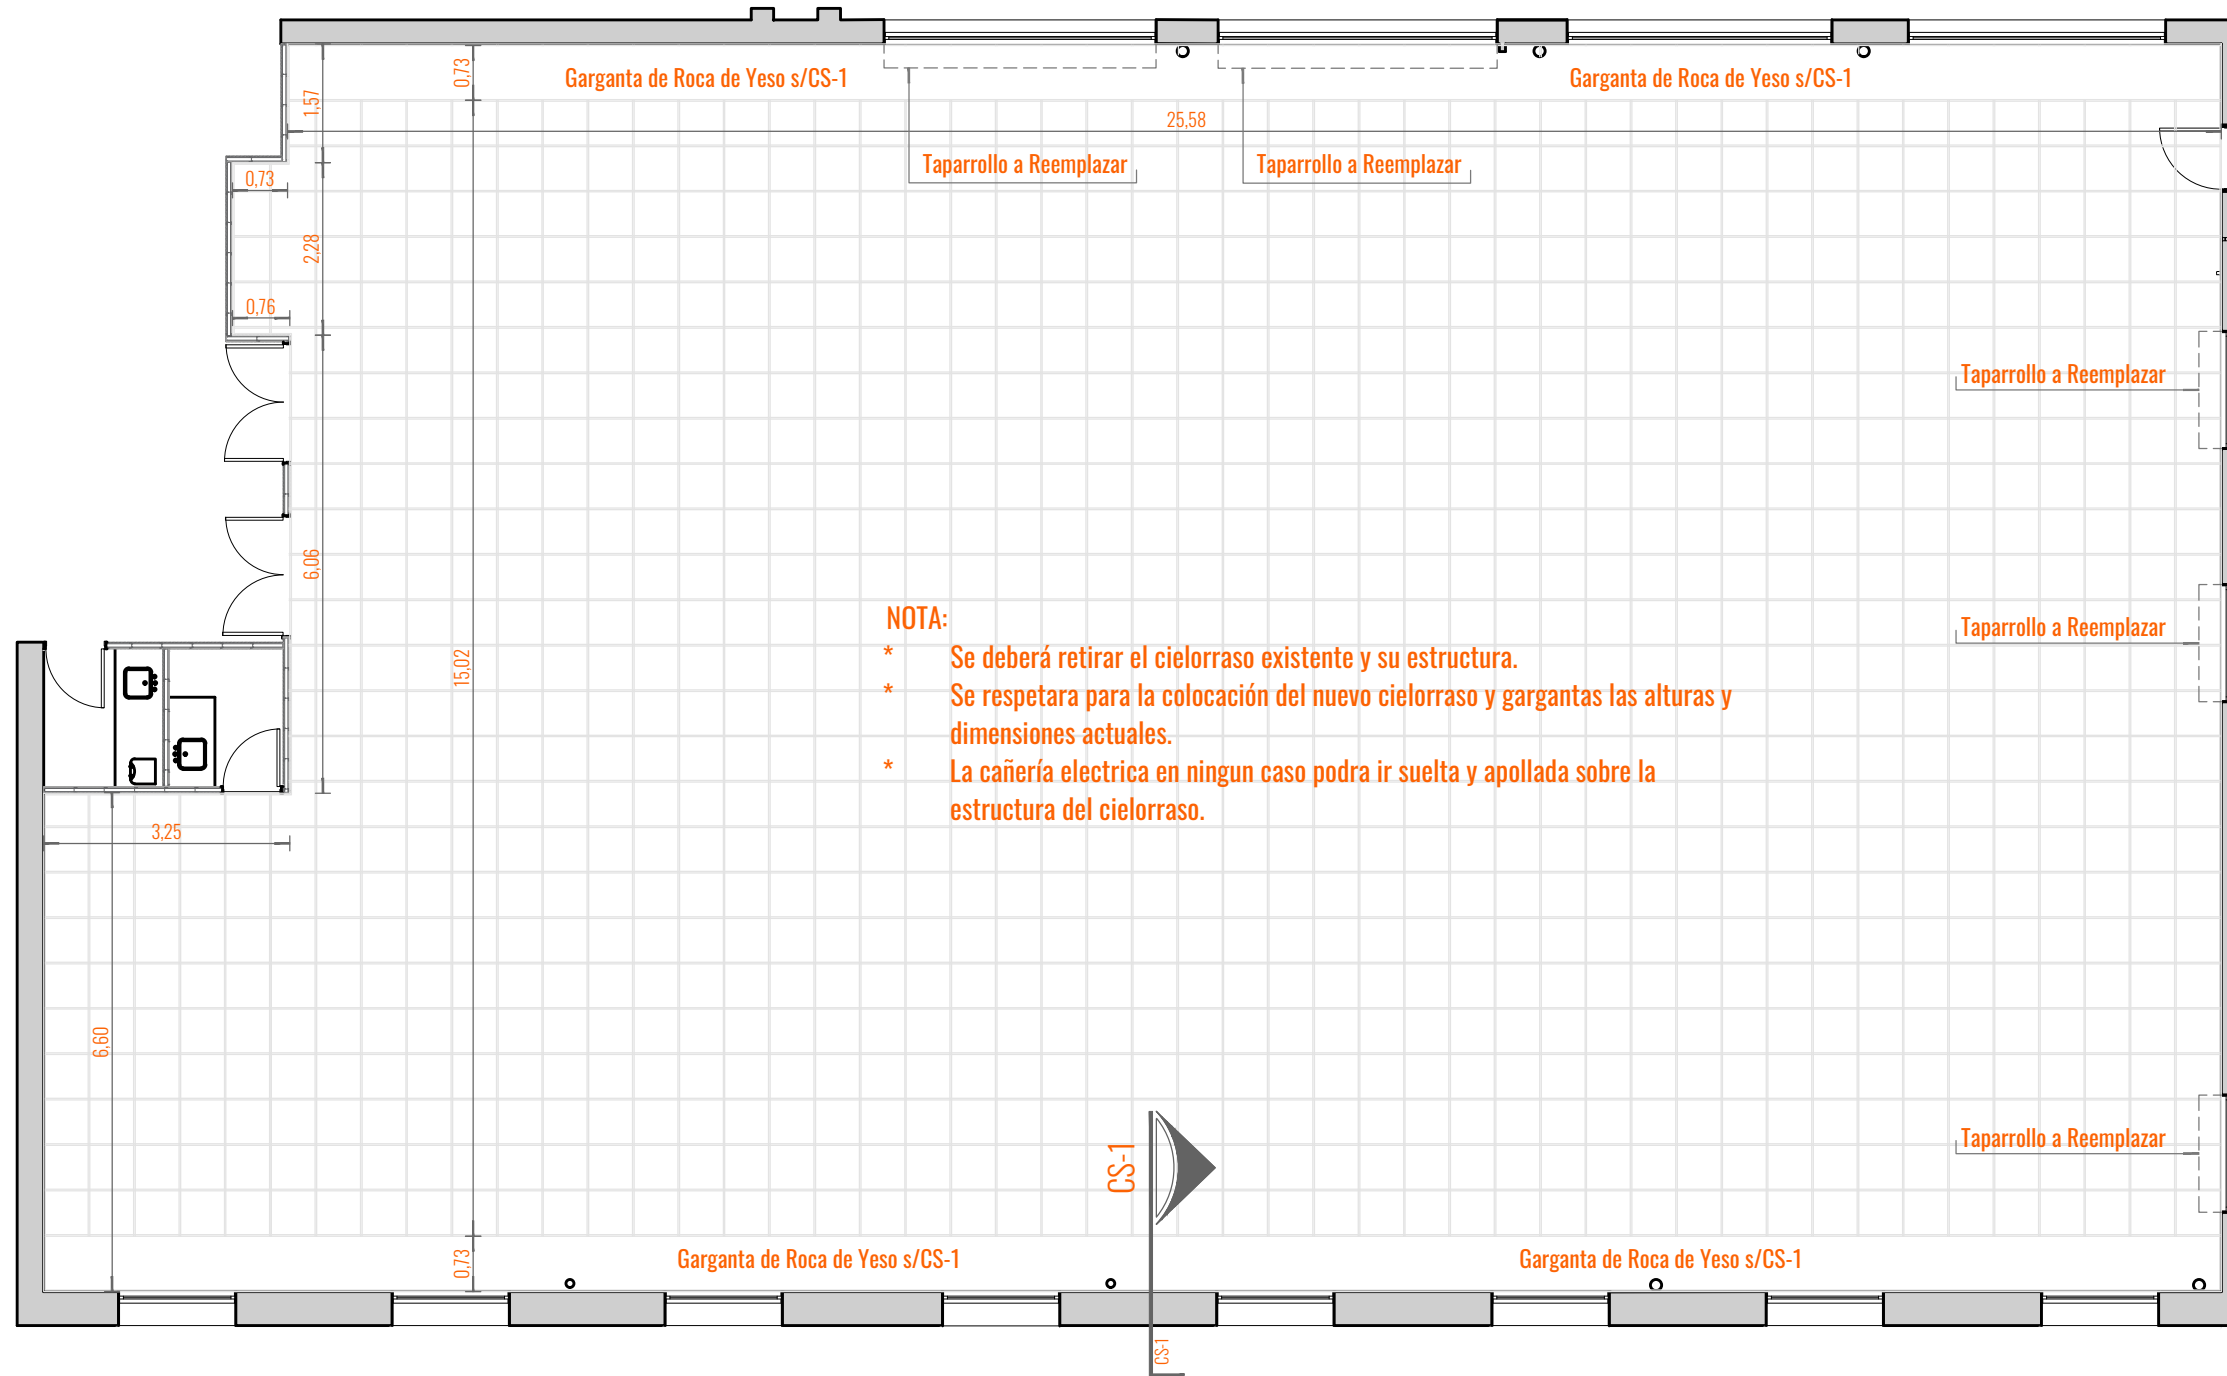 0,73
Garganta de Roca de Yeso s/CS-1
Garganta de Roca de Yeso s/CS-1
1,57
25,58
Taparrollo a Reemplazar
Taparrollo a Reemplazar
0,73
2,28
0,76
Taparrollo a Reemplazar
6,06
NOTA:
Taparrollo a Reemplazar
15,02
* Se deberá retirar el cielorraso existente y su estructura.
* Se respetara para la colocación del nuevo cielorraso y gargantas las alturas y
dimensiones actuales.
* La cañería electrica en ningun caso podra ir suelta y apollada sobre la
estructura del cielorraso.
3,25
6,60
Taparrollo a Reemplazar
CS-1
0,73
Garganta de Roca de Yeso s/CS-1
Garganta de Roca de Yeso s/CS-1
CS-1